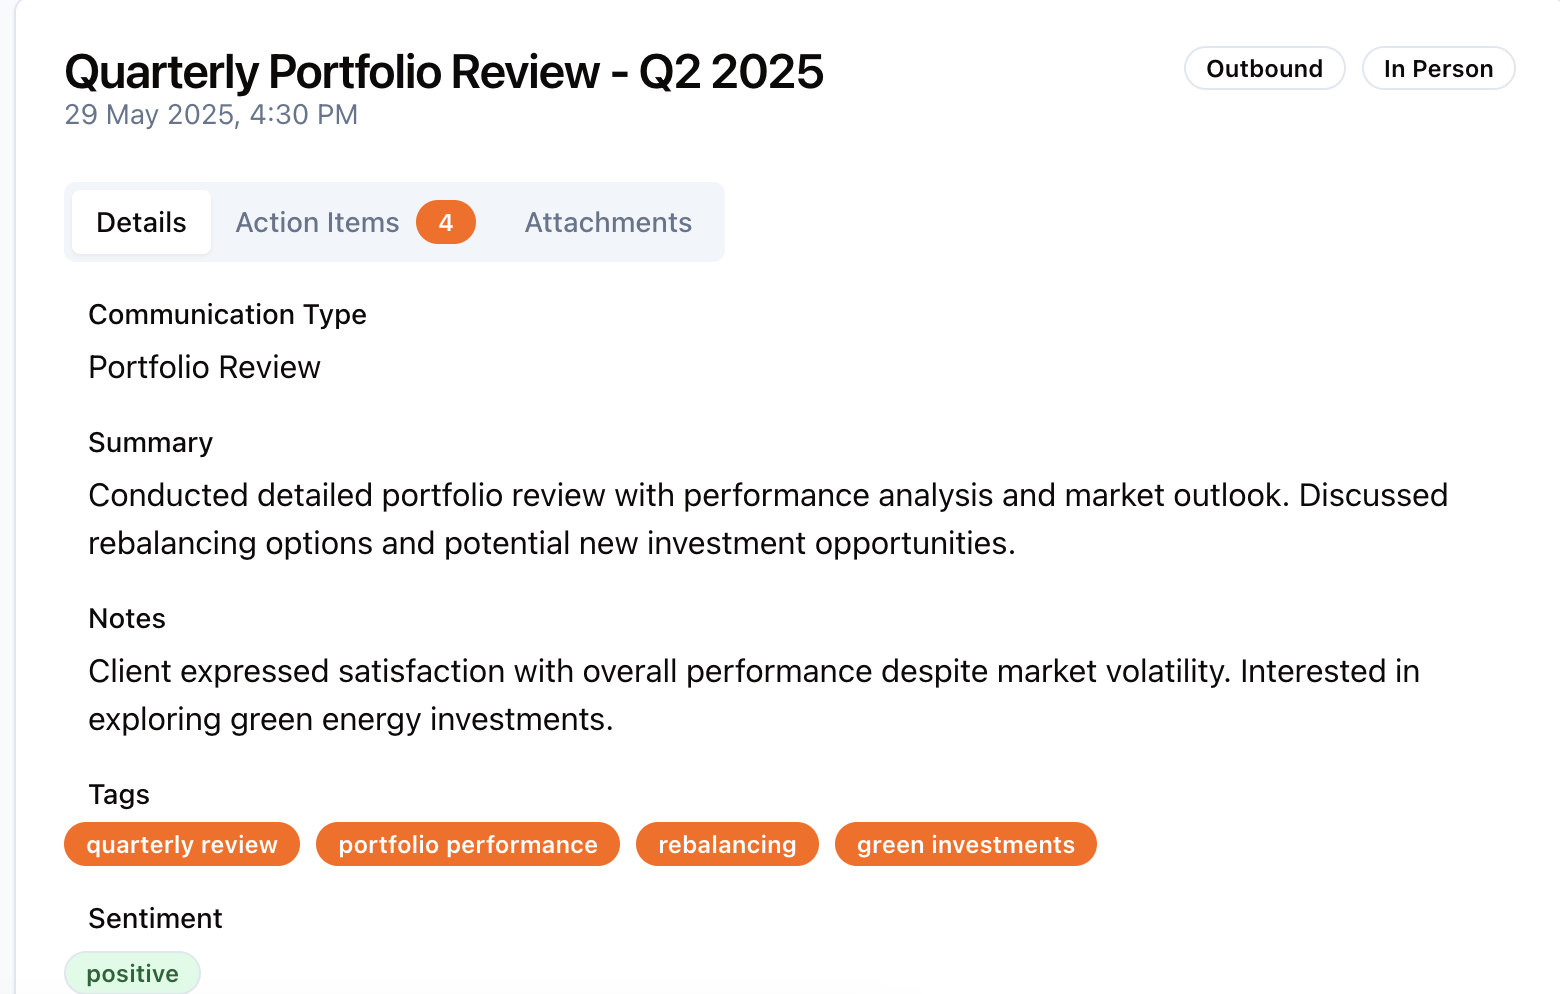 Quarterly Portfolio Review - Q2 2025
Outbound
In Person
29 May 2025, 4:30 PM
Details
Action Items 4
Attachments
Communication Type
Portfolio Review
Summary
Conducted detailed portfolio review with performance analysis and market outlook. Discussed
rebalancing options and potential new investment opportunities.
Notes
Client expressed satisfaction with overall performance despite market volatility. Interested in
exploring green energy investments.
Tags
quarterly review
portfolio performance
rebalancing
green investments
Sentiment
positive